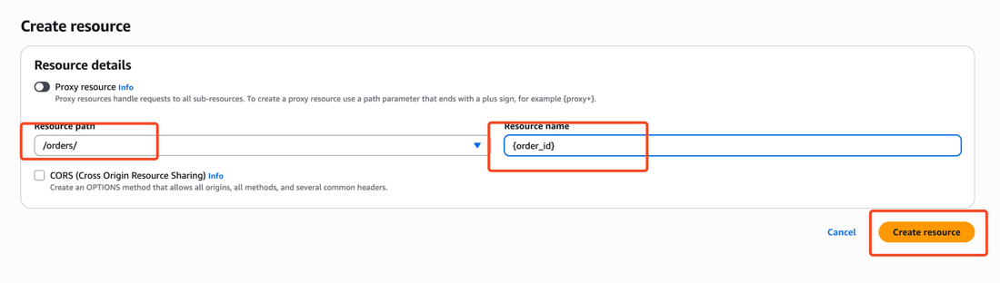 Create resource
Resource details
Proxy resource Info
Proxy resources handle requests to all sub-resources. To create a proxy resource use a path parameter that ends with a plus sign, for example {proxy+}.
Resource path
Resource name
/orders/
{order_id}
CORS (Cross Origin Resource Sharing) Info
Create an OPTIONS method that allows all origins, all methods, and several common headers.
Cancel
Create resource